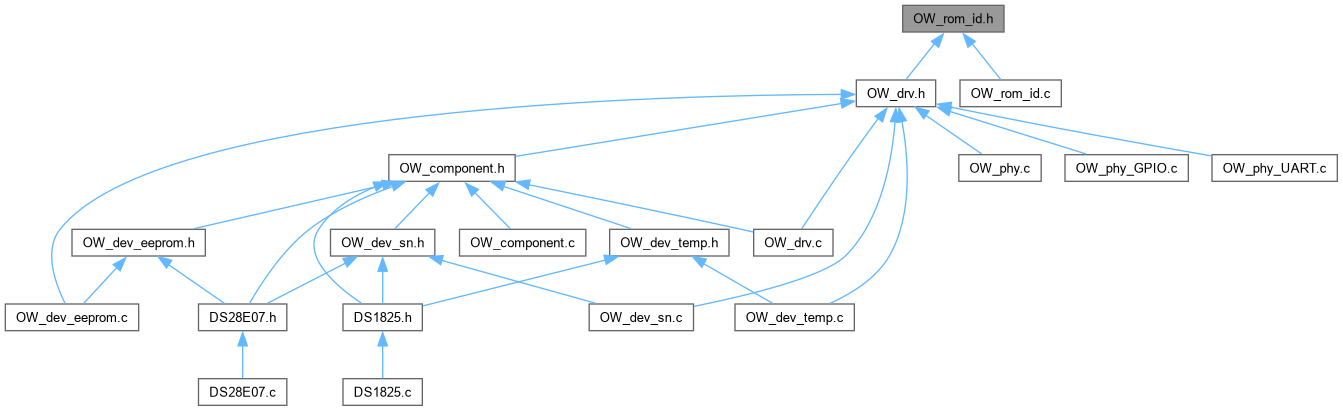 OW_rom_id.h
OW_drv.h
OW_rom_id.c
OW_component.h
OW_phy.c
OW_phy_GPIO.c
OW_phy_UART.c
OW_dev_eeprom.h
OW_dev_sn.h
OW_component.c
OW_dev_temp.h
OW_drv.c
OW_dev_eeprom.c
DS28E07.h
DS1825.h
OW_dev_sn.c
OW_dev_temp.c
DS28E07.c
DS1825.c